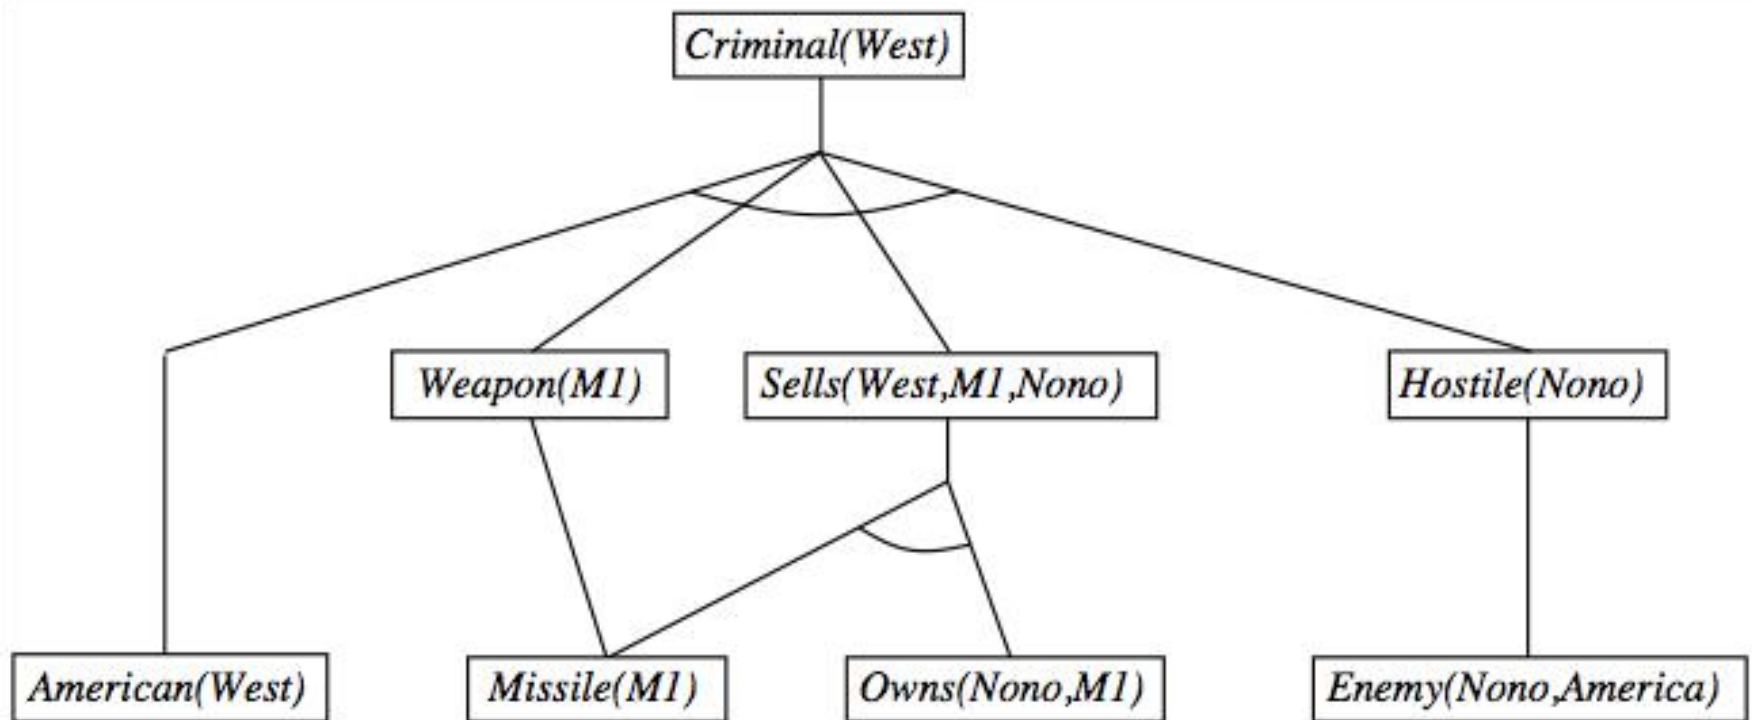 Criminal(West)
Weapon(M1)
Sells(West,M1,Nono)
Hostile(Nono)
American(West)
Missile(M1)
Owns(Nono,M1)
Enemy(Nono,America)